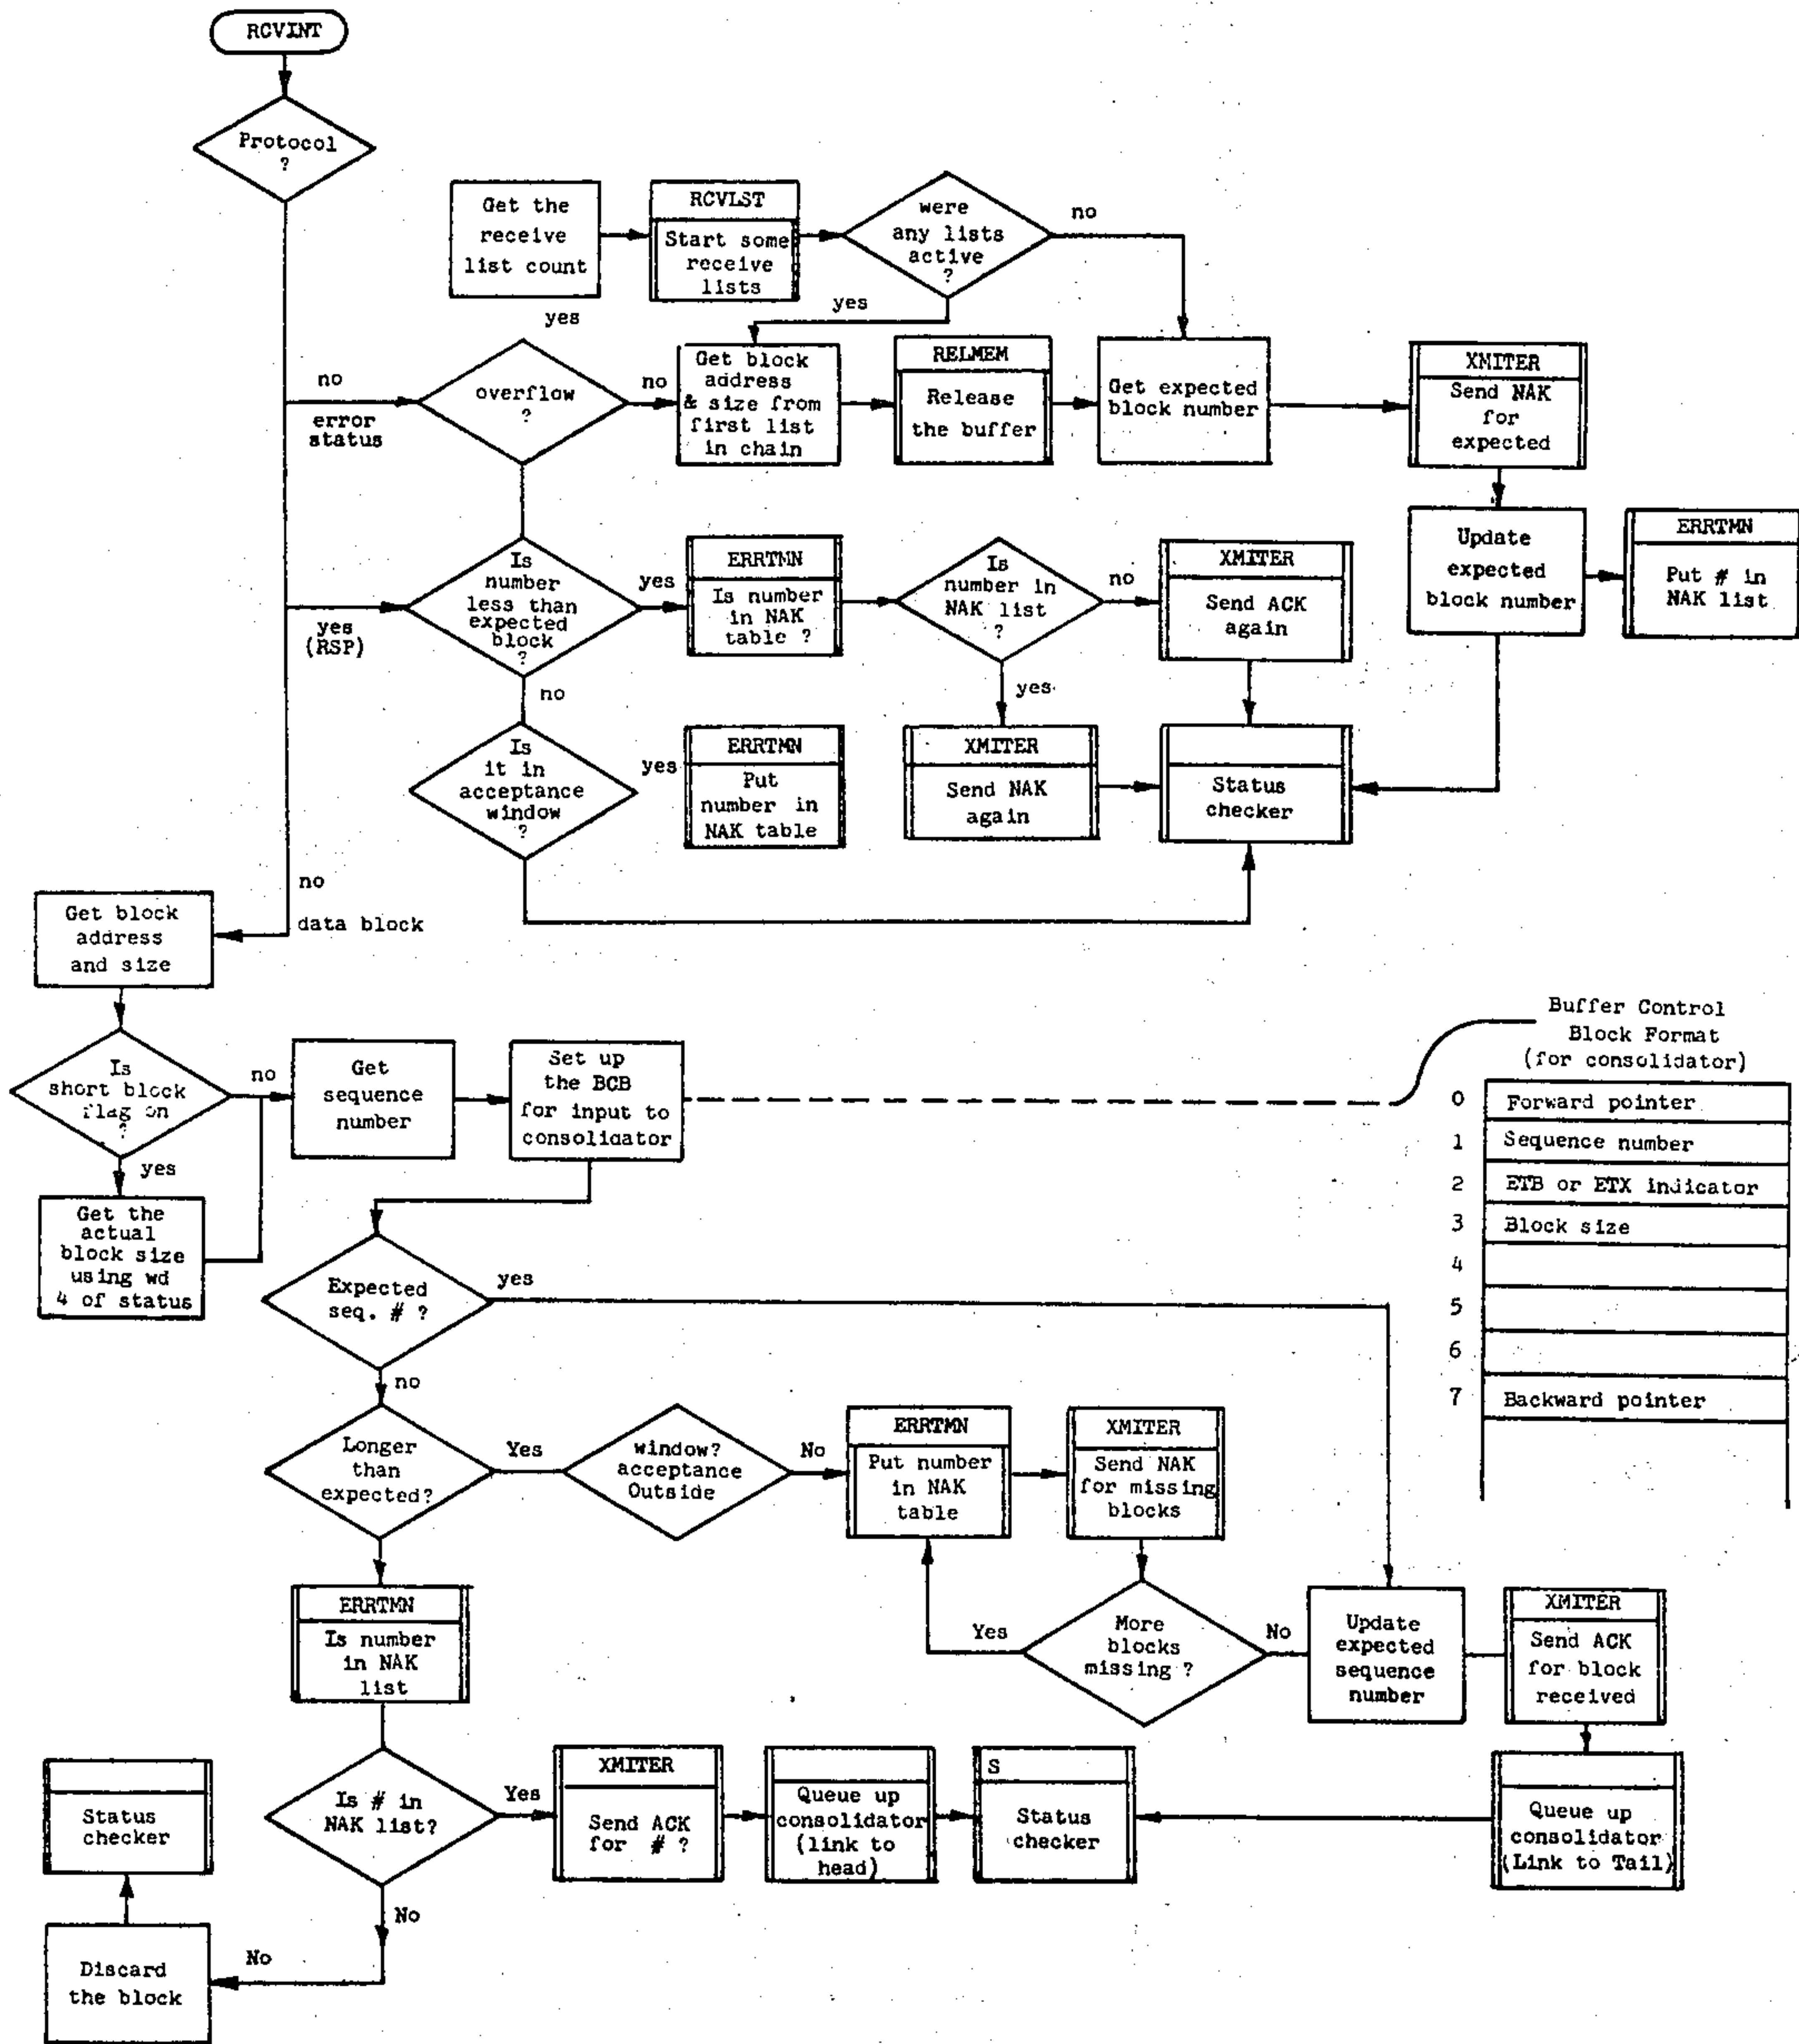 RCVINT
Protocol
?
Get the
receive
list count
RCVLST
Start some
receive
lists
were
any lists
active
?
no
yes
yes
no
error
status
overflow
?
no
Get block
address
& size from
first list
in chain
RELMEM
Release
the buffer
Get expected
block number
XMITER
Send NAK
for
expected
Update
expected
block number
ERRTMN
Put # in
NAK list
yes
(RSP)
Is
number
less than
expected
block
?
yes
ERRTMN
Is number
in NAK
table ?
Is
number in
NAK list
?
no
XMITER
Send ACK
again
no
yes
Is
it in
acceptance
window
?
yes
ERRTMN
Put
number in
NAK table
XMITER
Send NAK
again
Status
checker
no
data block
Get block
address
and size
Is
short block
flag on
?
no
yes
Get the
actual
block size
using wd
4 of status
Get
sequence
number
Set up
the BCB
for input to
consolidator
Buffer Control
Block Format
(for consolidator)
0 Forward pointer
1 Sequence number
2 ETB or ETX indicator
3 Block size
4
5
6
7 Backward pointer
Expected
seq. # ?
yes
no
Longer
than
expected?
Yes
window?
acceptance
Outside
No
ERRTMN
Put number
in NAK
table
XMITER
Send NAK
for missing
blocks
More
blocks
missing ?
Yes
No
Update
expected
sequence
number
XMITER
Send ACK
for block
received
ERRTMN
Is number
in NAK
list
Is # in
NAK list?
Yes
XMITER
Send ACK
for # ?
Queue up
consolidator
(link to
head)
S
Status
checker
Queue up
consolidator
(Link to Tail)
Status
checker
No
No
Discard
the block